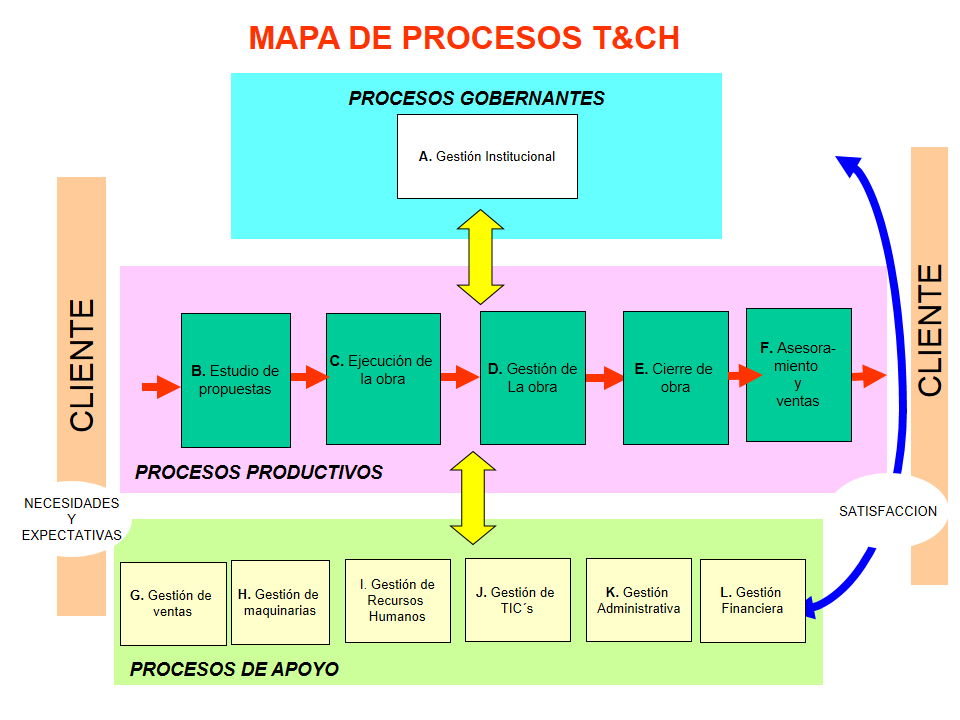 MAPA DE PROCESOS T&CH
PROCESOS GOBERNANTES
A. Gestión Institucional
CLIENTE
CLIENTE
B. Estudio de
propuestas
C. Ejecución de
la obra
D. Gestión de
La obra
E. Cierre de
obra
F. Asesora-
miento
y
ventas
PROCESOS PRODUCTIVOS
NECESIDADES
Y
EXPECTATIVAS
SATISFACCION
G. Gestión de
ventas
H. Gestión de
maquinarias
I. Gestión de
Recursos
Humanos
J. Gestión de
TIC´s
K. Gestión
Administrativa
L. Gestión
Financiera
PROCESOS DE APOYO